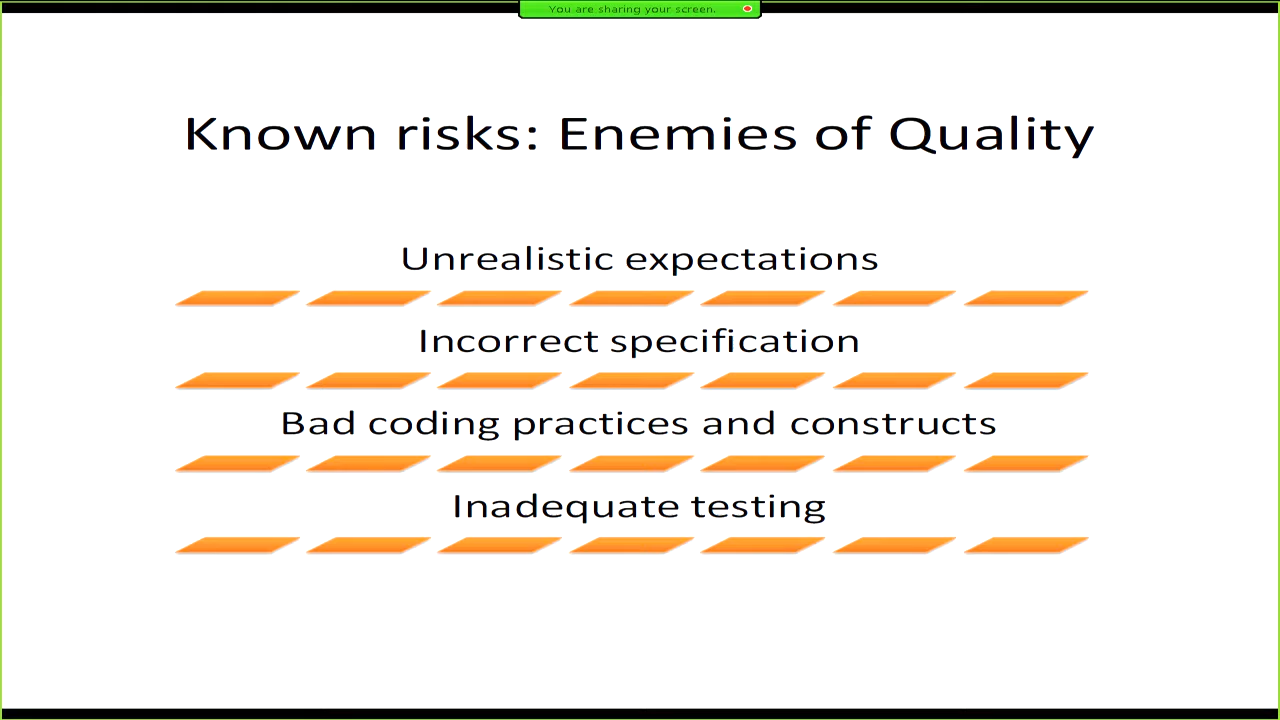 You are sharing your screen.
Known risks: Enemies of Quality
Unrealistic expectations
Incorrect specification
Bad coding practices and constructs
Inadequate testing